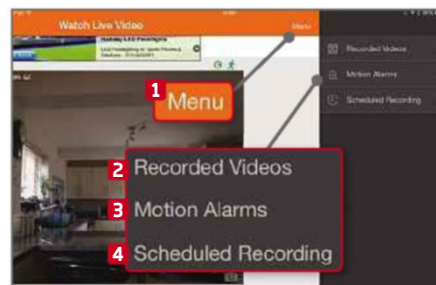 Watch Live Video
Menu
Recorded Videos
Motion Alarms
Scheduled Recording
1
Menu
2 Recorded Videos
3 Motion Alarms
4 Scheduled Recording